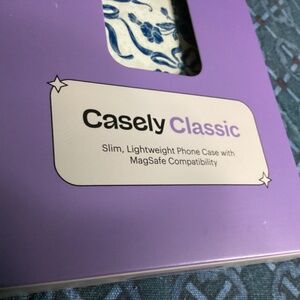 Casely Classic
Slim, Lightweight Phone Case with
MagSafe Compatibility